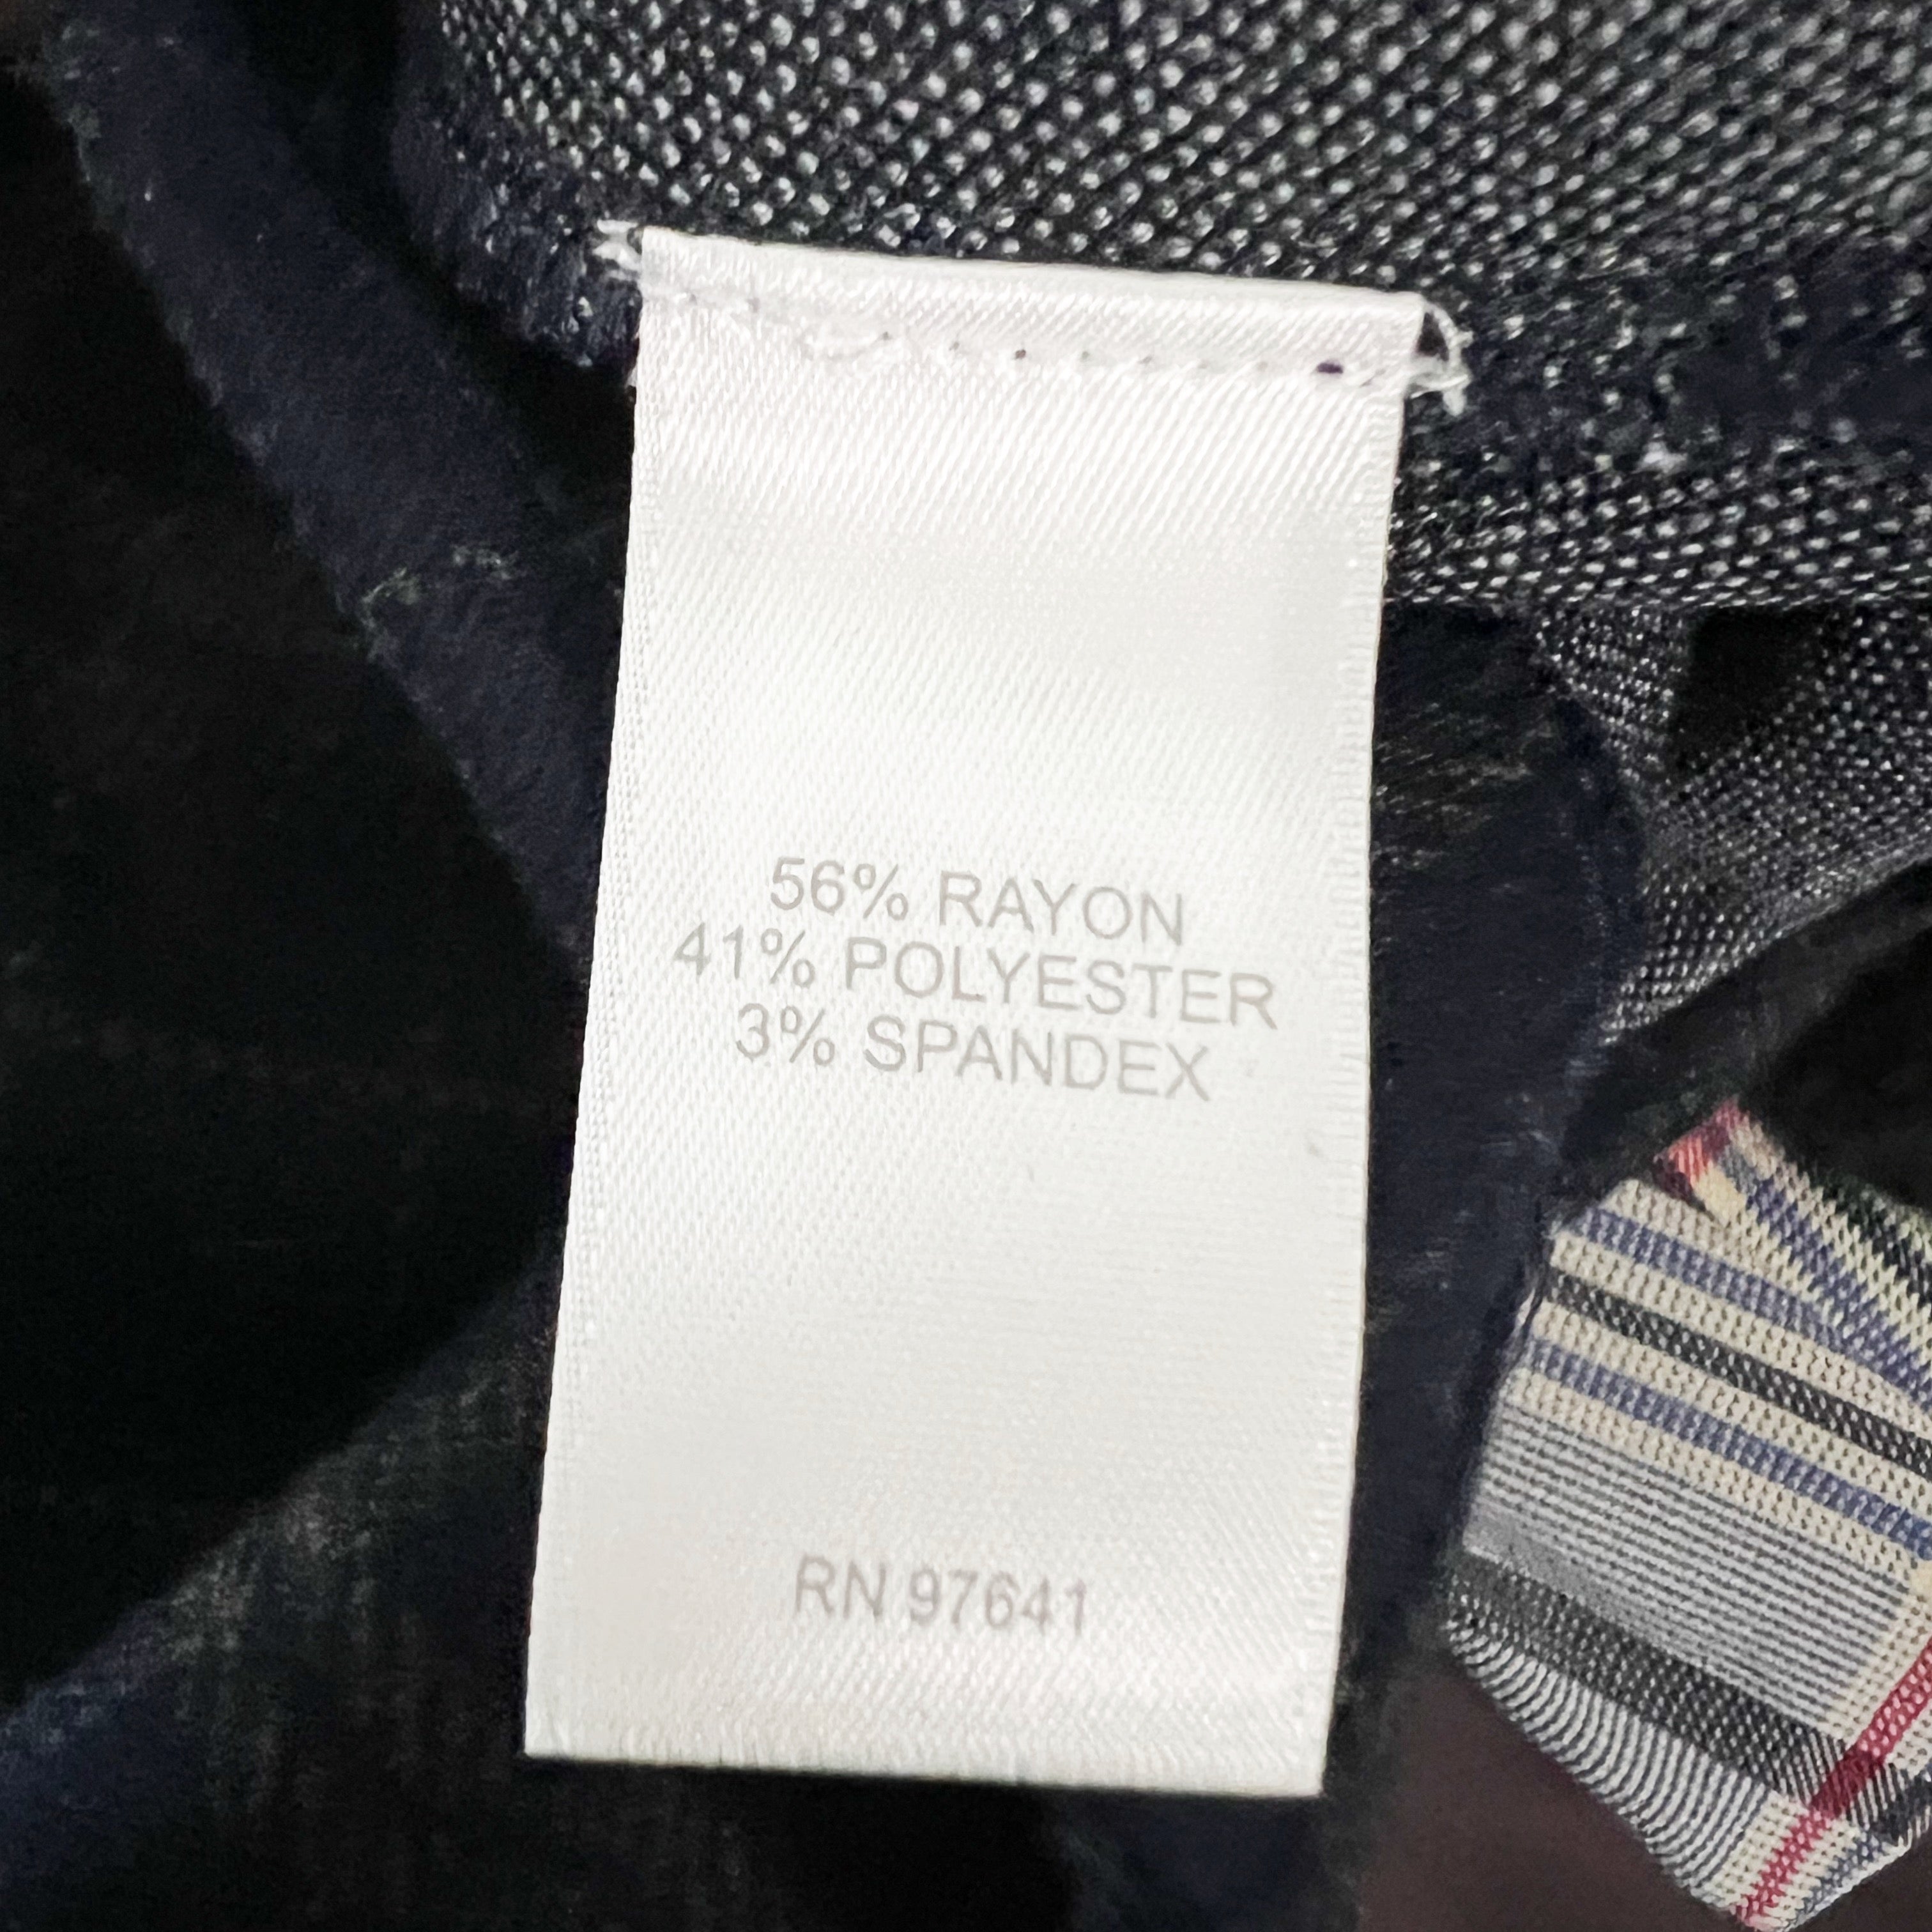 56% RAYON
41% POLYESTER
3% SPANDEX
RN 97641